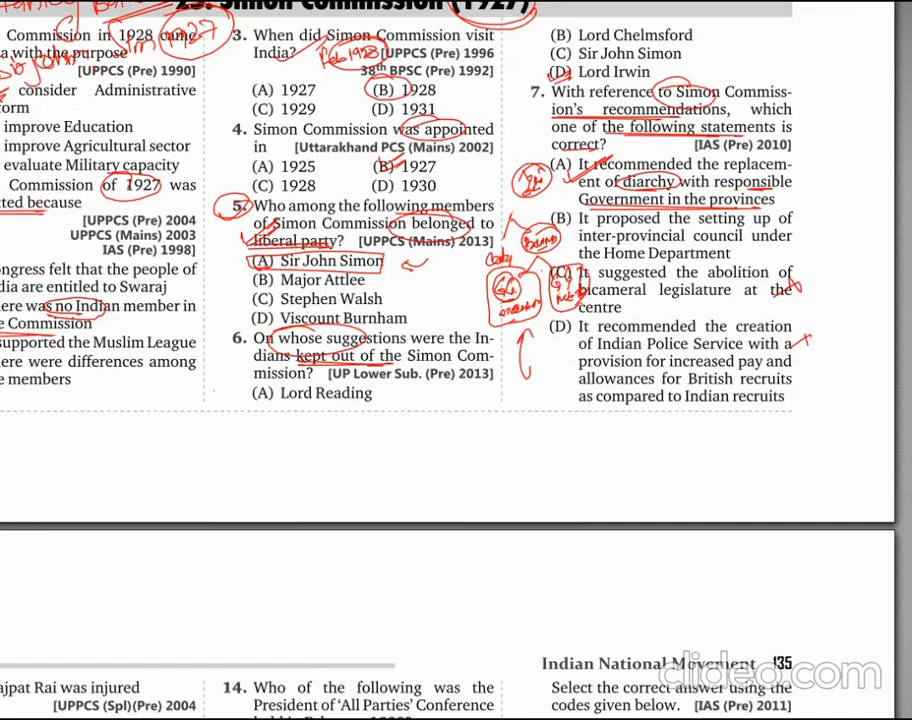 25. Simon Commission (1927)
Commission in 1928 came
a with the purpose
[UPPCS (Pre) 1990]
consider Administrative
form
improve Education
improve Agricultural sector
evaluate Military capacity
Commission of 1927 was
tted because
[UPPCS (Pre) 2004
UPPCS (Mains) 2003
IAS (Pre) 1998]
ongress felt that the people of
dia are entitled to Swaraj
ere was no Indian member in
e Commission
supported the Muslim League
ere were differences among
e members
1927
3. When did Simon Commission visit
India? [UPPCS (Pre) 1996
Feb 1928
38th BPSC (Pre) 1992]
(A) 1927 (B) 1928
(C) 1929 (D) 1931
4. Simon Commission was appointed
in [Uttarakhand PCS (Mains) 2002]
(A) 1925 (B) 1927
(C) 1928 (D) 1930
5. Who among the following members
of Simon Commission belonged to
liberal party? [UPPCS (Mains) 2013]
(A) Sir John Simon
(B) Major Attlee
(C) Stephen Walsh
(D) Viscount Burnham
6. On whose suggestions were the In-
dians kept out of the Simon Com-
mission? [UP Lower Sub. (Pre) 2013]
(A) Lord Reading
(B) Lord Chelmsford
(C) Sir John Simon
(D) Lord Irwin
7. With reference to Simon Commiss-
ion's recommendations, which
one of the following statements is
correct? [IAS (Pre) 2010]
(A) It recommended the replacem-
ent of diarchy with responsible
Government in the provinces
(B) It proposed the setting up of
inter-provincial council under
the Home Department
(C) It suggested the abolition of
bicameral legislature at the
centre
(D) It recommended the creation
of Indian Police Service with a
provision for increased pay and
allowances for British recruits
as compared to Indian recruits
Indian National Movement 135
clideo.com
ajpat Rai was injured
[UPPCS (Spl)(Pre) 2004
14. Who of the following was the
President of 'All Parties' Conference
Select the correct answer using the
codes given below. [IAS (Pre) 2011]